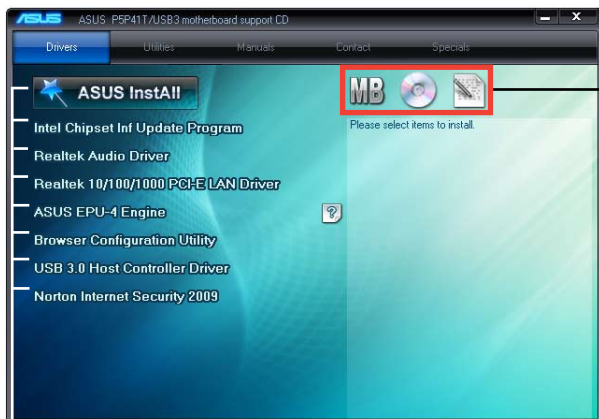 ASUS ASUS P5P41T/USB3 motherboard support CD
Drivers Utilities Manuals Contact Specials
ASUS InstAll MB
Intel Chipset Inf Update Program Please select items to install.
Realtek Audio Driver
Realtek 10/100/1000 PCI-E LAN Driver
ASUS EPU-4 Engine ?
Browser Configuration Utility
USB 3.0 Host Controller Driver
Norton Internet Security 2009